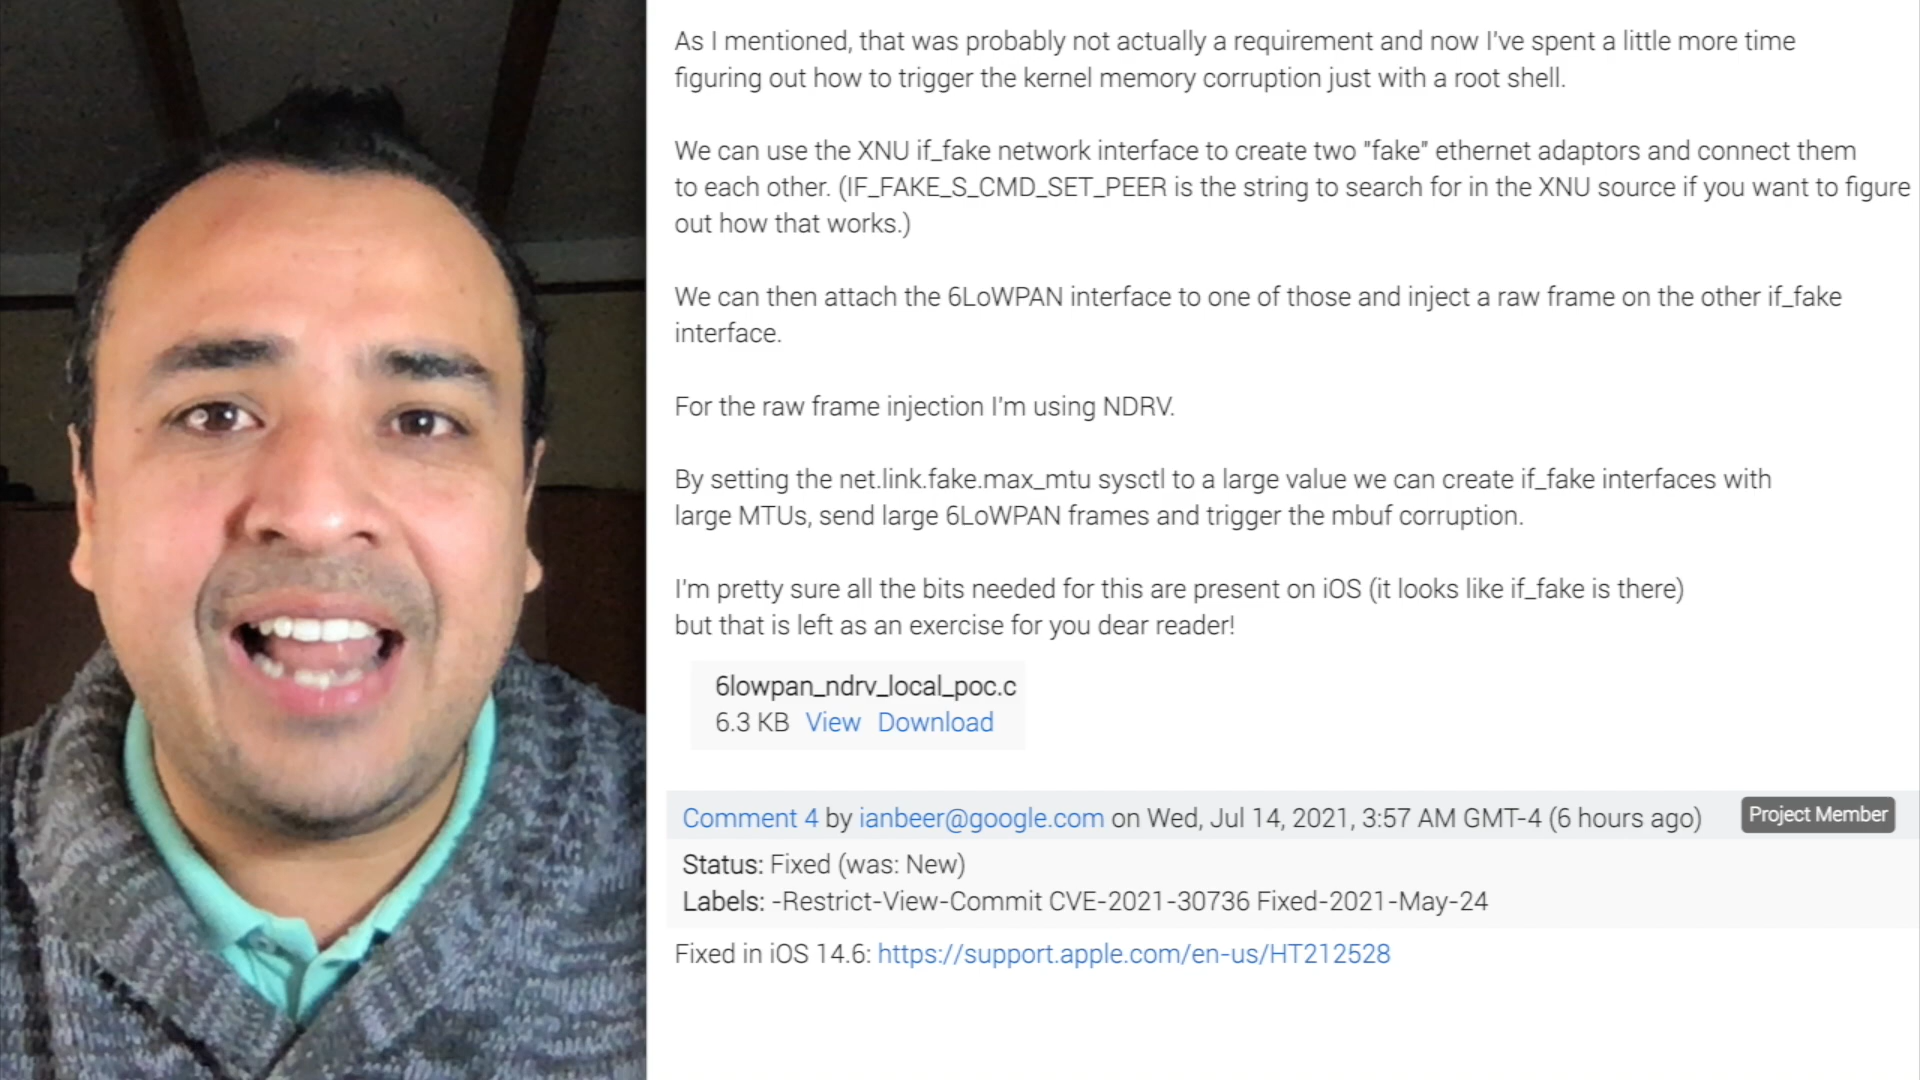 As I mentioned, that was probably not actually a requirement and now I've spent a little more time
figuring out how to trigger the kernel memory corruption just with a root shell.
We can use the XNU if_fake network interface to create two "fake" ethernet adaptors and connect them
to each other. (IF_FAKE_S_CMD_SET_PEER is the string to search for in the XNU source if you want to figure
out how that works.)
We can then attach the 6LoWPAN interface to one of those and inject a raw frame on the other if_fake
interface.
For the raw frame injection I'm using NDRV.
By setting the net.link.fake.max_mtu sysctl to a large value we can create if_fake interfaces with
large MTUs, send large 6LoWPAN frames and trigger the mbuf corruption.
I'm pretty sure all the bits needed for this are present on iOS (it looks like if_fake is there)
but that is left as an exercise for you dear reader!
6lowpan_ndrv_local_poc.c
6.3 KB View Download
Comment 4 by ianbeer@google.com on Wed, Jul 14, 2021, 3:57 AM GMT-4 (6 hours ago) Project Member
Status: Fixed (was: New)
Labels: -Restrict-View-Commit CVE-2021-30736 Fixed-2021-May-24
Fixed in iOS 14.6: https://support.apple.com/en-us/HT212528